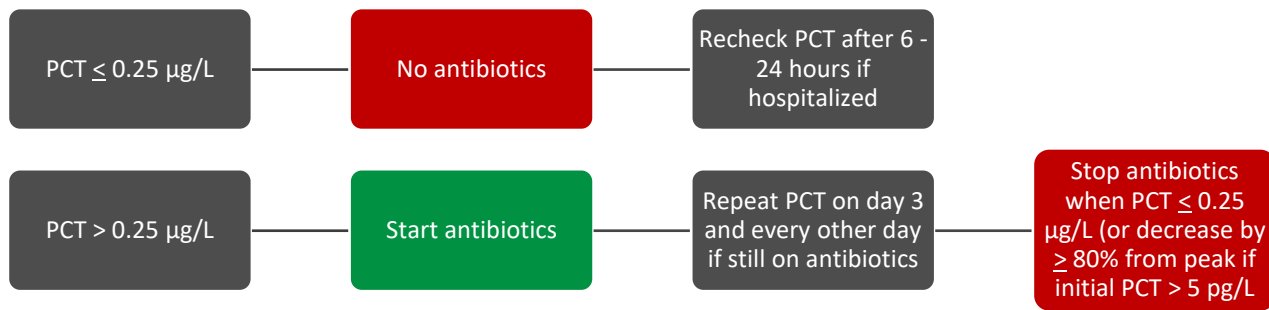 PCT ≤ 0.25 µg/L
No antibiotics
Recheck PCT after 6 -
24 hours if
hospitalized
PCT > 0.25 µg/L
Start antibiotics
Repeat PCT on day 3
and every other day
if still on antibiotics
Stop antibiotics
when PCT ≤ 0.25
µg/L (or decrease by
≥ 80% from peak if
initial PCT > 5 pg/L